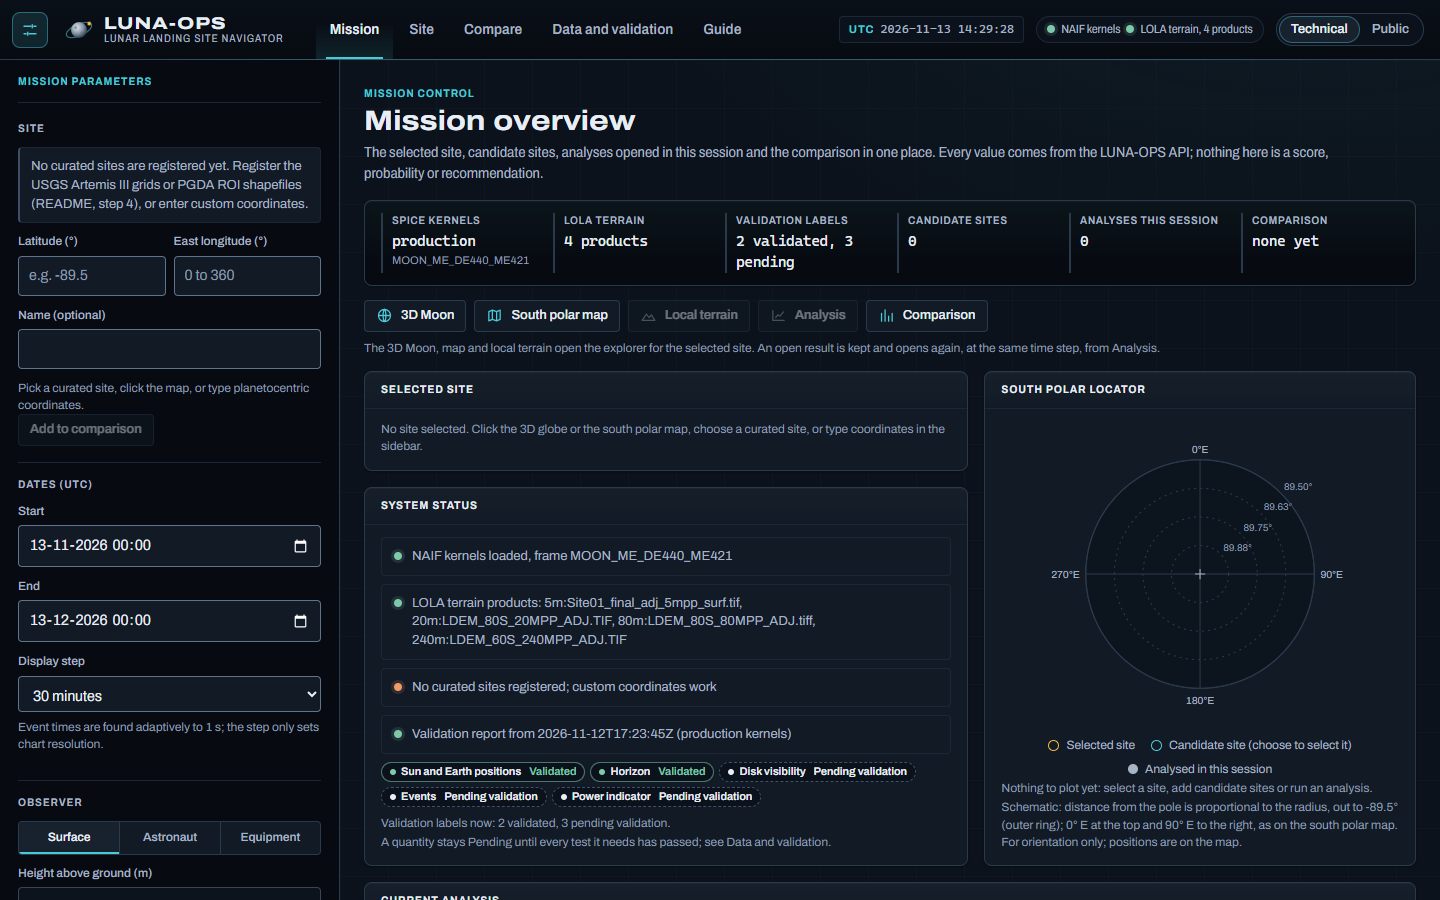 LUNA-OPS
LUNAR LANDING SITE NAVIGATOR
Mission
Site
Compare
Data and validation
Guide
UTC 2026-11-13 14:29:28
NAIF kernels
LOLA terrain, 4 products
Technical
Public
MISSION PARAMETERS
SITE
No curated sites are registered yet. Register the
USGS Artemis III grids or PGDA ROI shapefiles
(README, step 4), or enter custom coordinates.
Latitude (°)
East longitude (°)
e.g. -89.5
0 to 360
Name (optional)
Pick a curated site, click the map, or type planetocentric
coordinates.
Add to comparison
DATES (UTC)
Start
13-11-2026 00:00
End
13-12-2026 00:00
Display step
30 minutes
Event times are found adaptively to 1 s; the step only sets
chart resolution.
OBSERVER
Surface
Astronaut
Equipment
Height above ground (m)
MISSION CONTROL
Mission overview
The selected site, candidate sites, analyses opened in this session and the comparison in one place. Every value comes from the LUNA-OPS API; nothing here is a score,
probability or recommendation.
SPICE KERNELS
production
MOON_ME_DE440_ME421
LOLA TERRAIN
4 products
VALIDATION LABELS
2 validated, 3
pending
CANDIDATE SITES
0
ANALYSES THIS SESSION
0
COMPARISON
none yet
3D Moon
South polar map
Local terrain
Analysis
Comparison
The 3D Moon, map and local terrain open the explorer for the selected site. An open result is kept and opens again, at the same time step, from Analysis.
SELECTED SITE
No site selected. Click the 3D globe or the south polar map, choose a curated site, or type coordinates in the
sidebar.
SYSTEM STATUS
NAIF kernels loaded, frame MOON_ME_DE440_ME421
LOLA terrain products: 5m:Site01_final_adj_5mpp_surf.tif,
20m:LDEM_80S_20MPP_ADJ.TIF, 80m:LDEM_80S_80MPP_ADJ.tiff,
240m:LDEM_60S_240MPP_ADJ.TIF
No curated sites registered; custom coordinates work
Validation report from 2026-11-12T17:23:45Z (production kernels)
Sun and Earth positions Validated
Horizon Validated
Disk visibility Pending validation
Events Pending validation
Power indicator Pending validation
Validation labels now: 2 validated, 3 pending validation.
A quantity stays Pending until every test it needs has passed; see Data and validation.
SOUTH POLAR LOCATOR
0°E
89.50°
89.63°
89.75°
89.88°
270°E
90°E
180°E
Selected site
Candidate site (choose to select it)
Analysed in this session
Nothing to plot yet: select a site, add candidate sites or run an analysis.
Schematic: distance from the pole is proportional to the radius, out to -89.5°
(outer ring); 0° E at the top and 90° E to the right, as on the south polar map.
For orientation only; positions are on the map.
CURRENT ANALYSIS